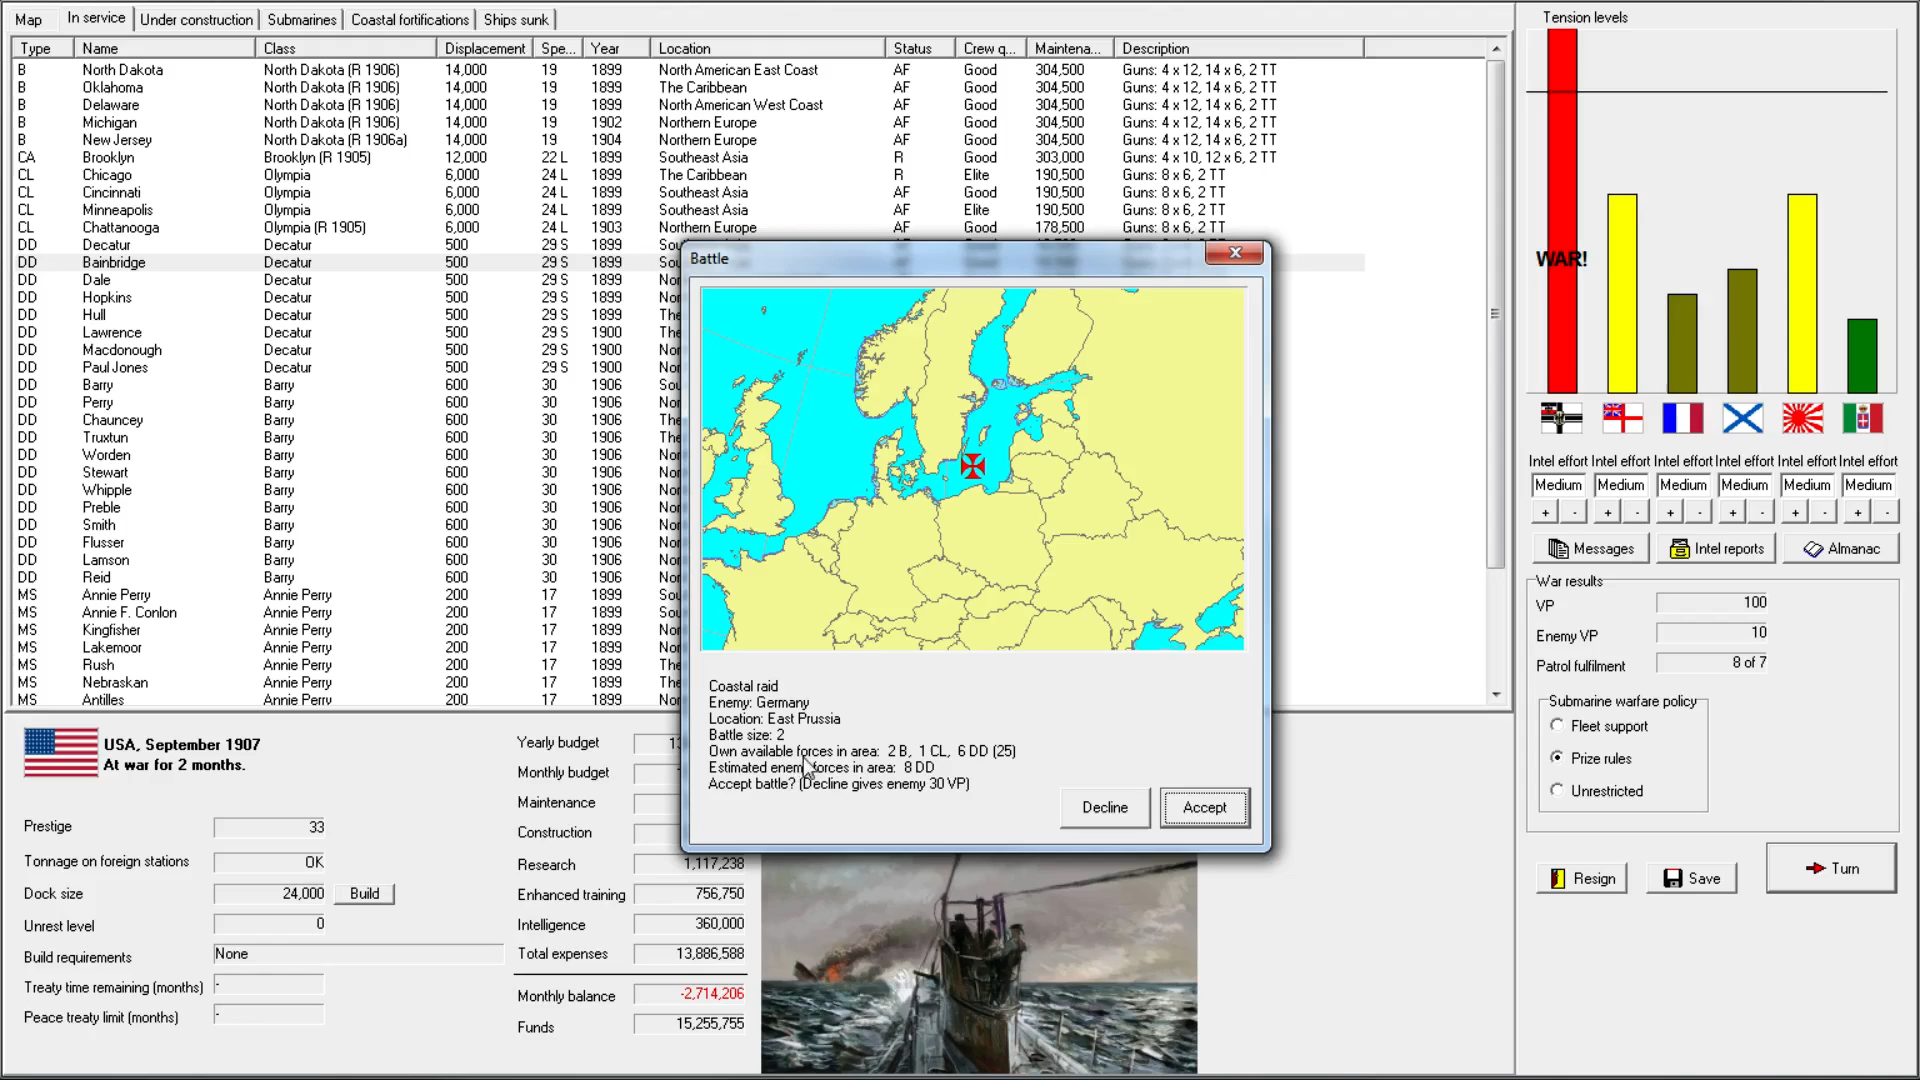 Map In service Under construction Submarines Coastal fortifications Ships sunk
Type Name Class Displacement Spe... Year Location Status Crew q... Maintena... Description
B North Dakota North Dakota (R 1906) 14,000 19 1899 North American East Coast AF Good 304,500 Guns: 4 x 12, 14 x 6, 2 TT
B Oklahoma North Dakota (R 1906) 14,000 19 1899 The Caribbean AF Good 304,500 Guns: 4 x 12, 14 x 6, 2 TT
B Delaware North Dakota (R 1906) 14,000 19 1899 North American West Coast AF Good 304,500 Guns: 4 x 12, 14 x 6, 2 TT
B Michigan North Dakota (R 1906) 14,000 19 1902 Northern Europe AF Good 304,500 Guns: 4 x 12, 14 x 6, 2 TT
B New Jersey North Dakota (R 1906a) 14,000 19 1904 Northern Europe AF Good 304,500 Guns: 4 x 12, 14 x 6, 2 TT
CA Brooklyn Brooklyn (R 1905) 12,000 22 L 1899 Southeast Asia R Good 303,000 Guns: 4 x 10, 12 x 6, 2 TT
CL Chicago Olympia 6,000 24 L 1899 The Caribbean R Elite 190,500 Guns: 8 x 6, 2 TT
CL Cincinnati Olympia 6,000 24 L 1899 Southeast Asia AF Good 190,500 Guns: 8 x 6, 2 TT
CL Minneapolis Olympia 6,000 24 L 1899 Southeast Asia AF Elite 190,500 Guns: 8 x 6, 2 TT
CL Chattanooga Olympia (R 1905) 6,000 24 L 1903 Northern Europe AF Good 178,500 Guns: 8 x 6, 2 TT
DD Decatur Decatur 500 29 S 1899 Sou
DD Bainbridge Decatur 500 29 S 1899 So
DD Dale Decatur 500 29 S 1899 No
DD Hopkins Decatur 500 29 S 1899 No
DD Hull Decatur 500 29 S 1899 The
DD Lawrence Decatur 500 29 S 1900 The
DD Macdonough Decatur 500 29 S 1900 Nor
DD Paul Jones Decatur 500 29 S 1900 Nor
DD Barry Barry 600 30 1906 Sou
DD Perry Barry 600 30 1906 Nor
DD Chauncey Barry 600 30 1906 The
DD Truxtun Barry 600 30 1906 The
DD Worden Barry 600 30 1906 Nor
DD Stewart Barry 600 30 1906 Nor
DD Whipple Barry 600 30 1906 Nor
DD Preble Barry 600 30 1906 Nor
DD Smith Barry 600 30 1906 Nor
DD Flusser Barry 600 30 1906 Nor
DD Lamson Barry 600 30 1906 Nor
DD Reid Barry 600 30 1906 Nor
MS Annie Perry Annie Perry 200 17 1899 Sou
MS Annie F. Conlon Annie Perry 200 17 1899 Sou
MS Kingfisher Annie Perry 200 17 1899 Nor
MS Lakemoor Annie Perry 200 17 1899 Nor
MS Rush Annie Perry 200 17 1899 The
MS Nebraskan Annie Perry 200 17 1899 The
MS Antilles Annie Perry 200 17 1899 Nor
Battle
Coastal raid
Enemy: Germany
Location: East Prussia
Battle size: 2
Own available forces in area: 2 B, 1 CL, 6 DD (25)
Estimated enemy forces in area: 8 DD
Accept battle? (Decline gives enemy 30 VP)
Decline Accept
USA, September 1907
At war for 2 months.
Prestige 33
Tonnage on foreign stations OK
Dock size 24,000 Build
Unrest level 0
Build requirements None
Treaty time remaining (months) -
Peace treaty limit (months) -
Yearly budget 1
Monthly budget
Maintenance
Construction
Research 1,117,238
Enhanced training 756,750
Intelligence 360,000
Total expenses 13,886,588
Monthly balance -2,714,206
Funds 15,255,755
Tension levels
WAR!
Intel effort Intel effort Intel effort Intel effort Intel effort Intel effort
Medium Medium Medium Medium Medium Medium
+ - + - + - + - + - + -
Messages Intel reports Almanac
War results
VP 100
Enemy VP 10
Patrol fulfilment 8 of 7
Submarine warfare policy
Fleet support
Prize rules
Unrestricted
Resign Save Turn